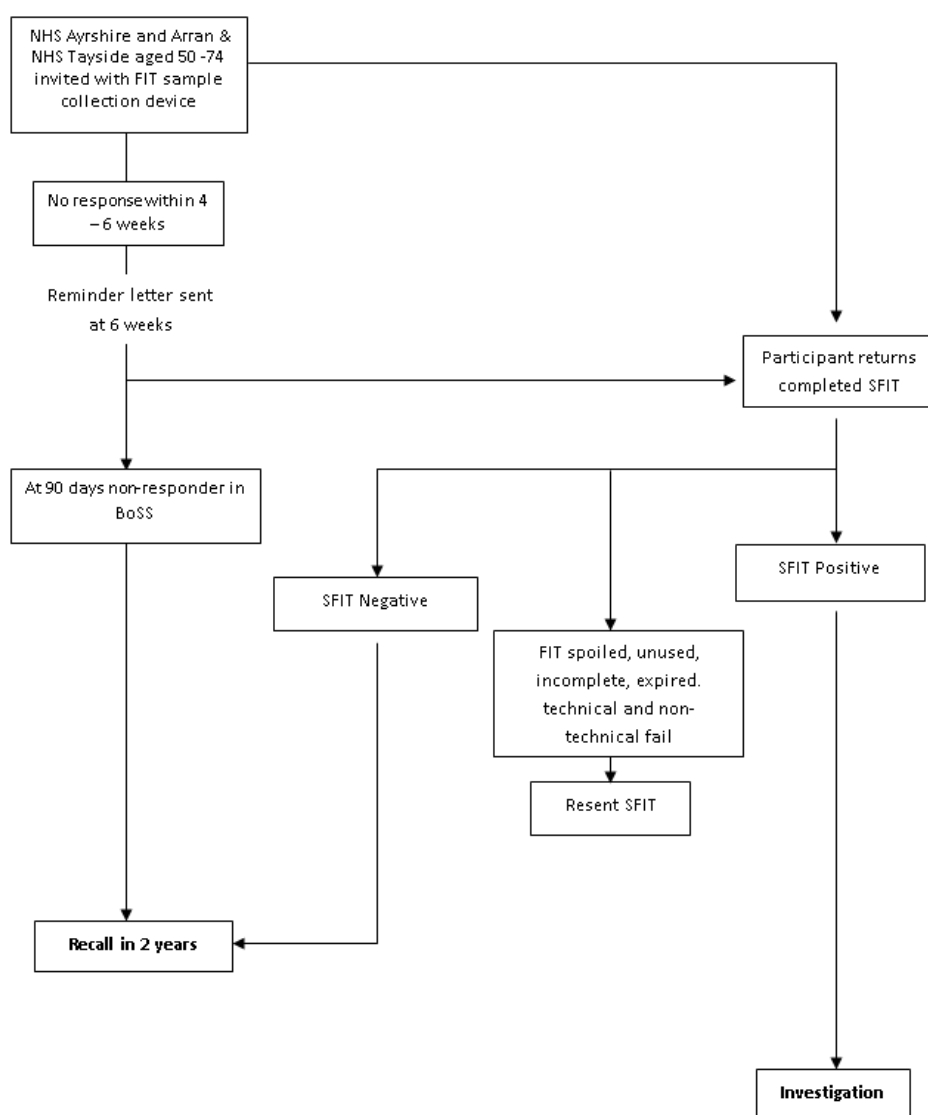 NHS Ayrshire and Arran &
NHS Tayside aged 50 -74
invited with FIT sample
collection device
No response within 4
– 6 weeks
Reminder letter sent
at 6 weeks
Participant returns
completed SFIT
At 90 days non-responder in
BoSS
SFIT Negative
SFIT Positive
FIT spoiled, unused,
incomplete, expired.
technical and non-
technical fail
Resent SFIT
Recall in 2 years
Investigation